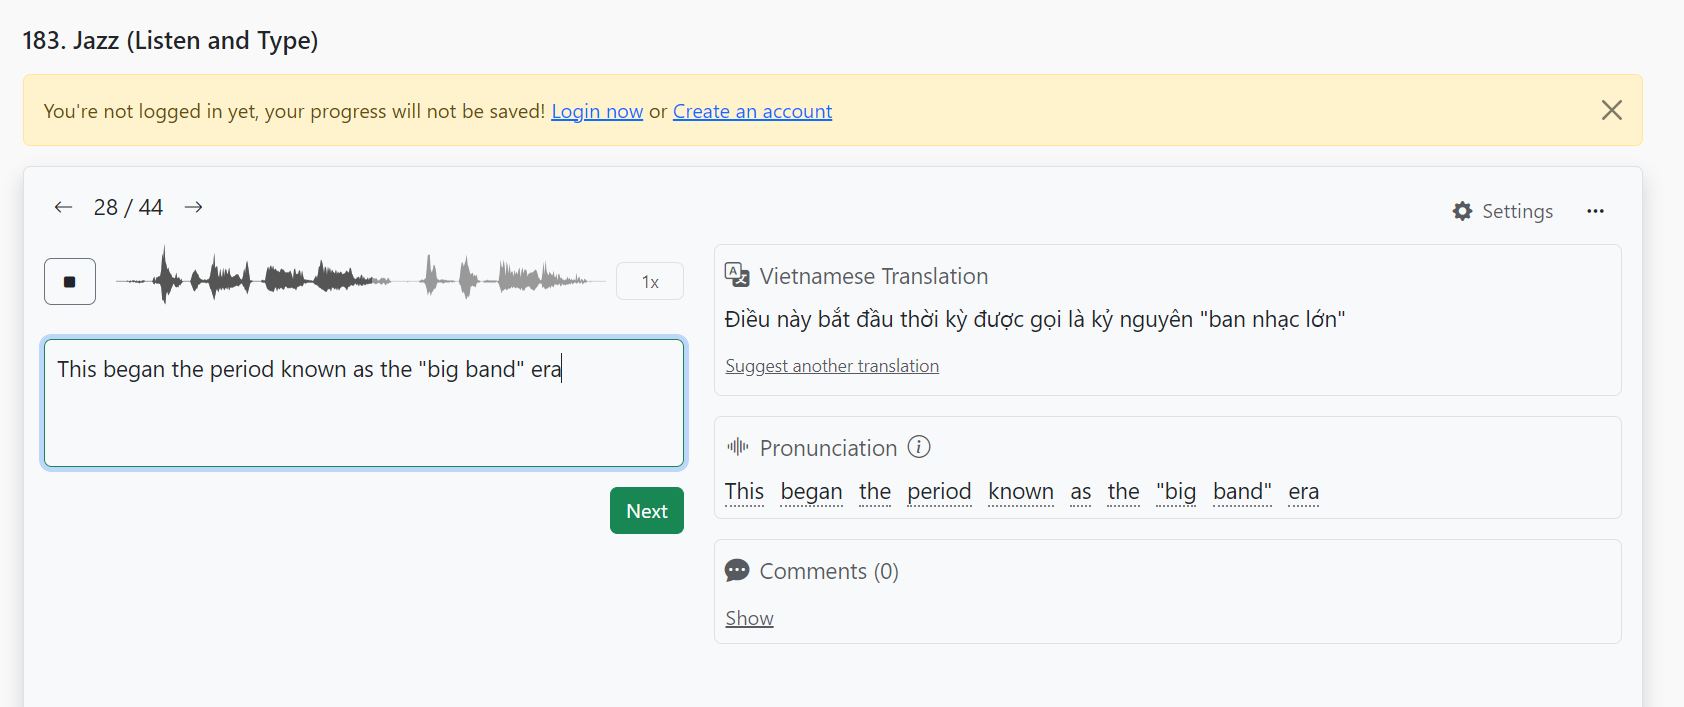 183. Jazz (Listen and Type)
You're not logged in yet, your progress will not be saved! Login now or Create an account
28 / 44
Settings
1x
This began the period known as the "big band" era
Next
Vietnamese Translation
Điều này bắt đầu thời kỳ được gọi là kỷ nguyên "ban nhạc lớn"
Suggest another translation
Pronunciation
This began the period known as the "big band" era
Comments (0)
Show